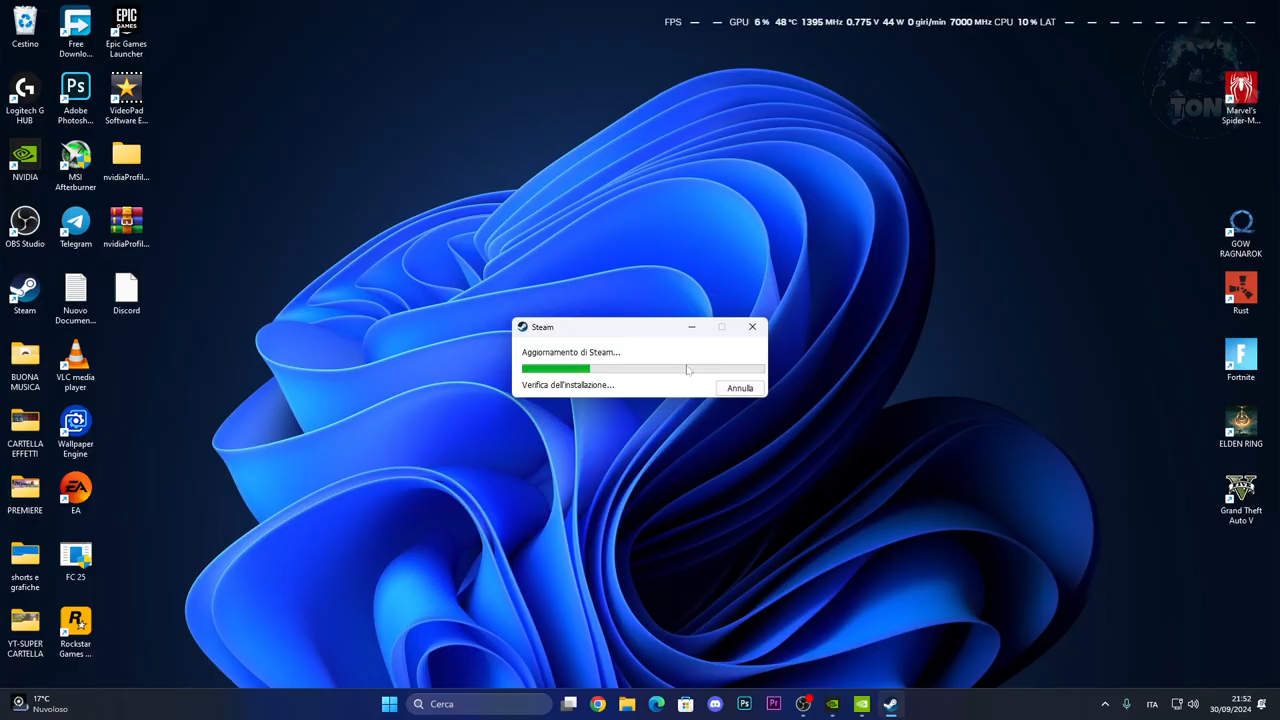 FPS — — GPU 6 % 48 °C 1395 MHz 0.775 V 44 W 0 giri/min 7000 MHz CPU 10 % LAT — — — — — — — —
Cestino
Free
Downlo...
Epic Games
Launcher
Logitech G
HUB
Adobe
Photosh...
VideoPad
Software E...
NVIDIA
MSI
Afterburner
nvidiaProfil...
OBS Studio
Telegram
nvidiaProfil...
Steam
Nuovo
Documen...
Discord
BUONA
MUSICA
VLC media
player
CARTELLA
EFFETTI
Wallpaper
Engine
PREMIERE
EA
shorts e
grafiche
FC 25
YT-SUPER
CARTELLA
Rockstar
Games ...
Steam
Aggiornamento di Steam...
Verifica dell'installazione...
Annulla
TON
Marvel's
Spider-M...
GOW
RAGNAROK
Rust
Fortnite
ELDEN RING
Grand Theft
Auto V
17°C
Nuvoloso
Cerca
ITA
21:52
30/09/2024